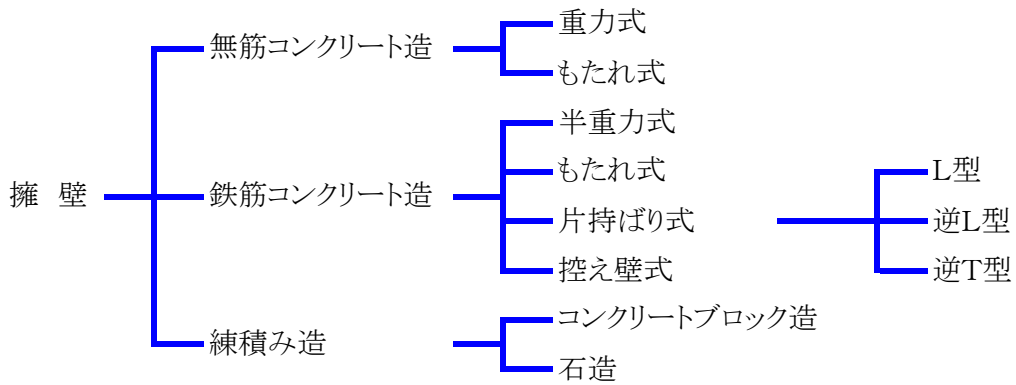 擁 壁
無筋コンクリート造
重力式
もたれ式
鉄筋コンクリート造
半重力式
もたれ式
片持ばり式
L型
逆L型
逆T型
控え壁式
練積み造
コンクリートブロック造
石造